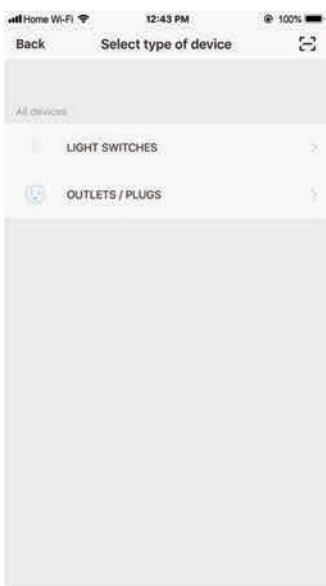 Home Wi-Fi 12:43 PM 100%
Back Select type of device
All devices
LIGHT SWITCHES
OUTLETS / PLUGS